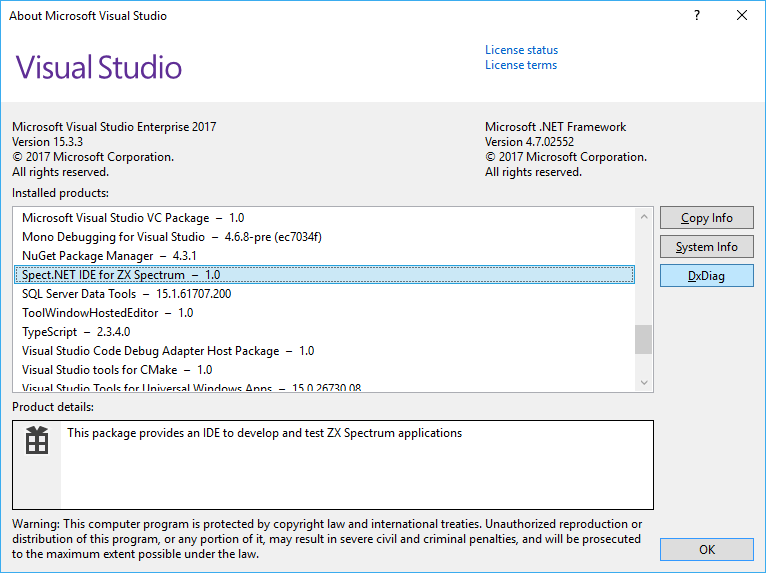 About Microsoft Visual Studio
?
Visual Studio
License status
License terms
Microsoft Visual Studio Enterprise 2017
Version 15.3.3
© 2017 Microsoft Corporation.
All rights reserved.
Microsoft .NET Framework
Version 4.7.02552
© 2017 Microsoft Corporation.
All rights reserved.
Installed products:
Microsoft Visual Studio VC Package – 1.0
Mono Debugging for Visual Studio – 4.6.8-pre (ec7034f)
NuGet Package Manager – 4.3.1
Spect.NET IDE for ZX Spectrum – 1.0
SQL Server Data Tools – 15.1.61707.200
ToolWindowHostedEditor – 1.0
TypeScript – 2.3.4.0
Visual Studio Code Debug Adapter Host Package – 1.0
Visual Studio tools for CMake – 1.0
Visual Studio Tools for Universal Windows Apps – 15.0.26730.08
Copy Info
System Info
DxDiag
Product details:
This package provides an IDE to develop and test ZX Spectrum applications
Warning: This computer program is protected by copyright law and international treaties. Unauthorized reproduction or
distribution of this program, or any portion of it, may result in severe civil and criminal penalties, and will be prosecuted
to the maximum extent possible under the law.
OK